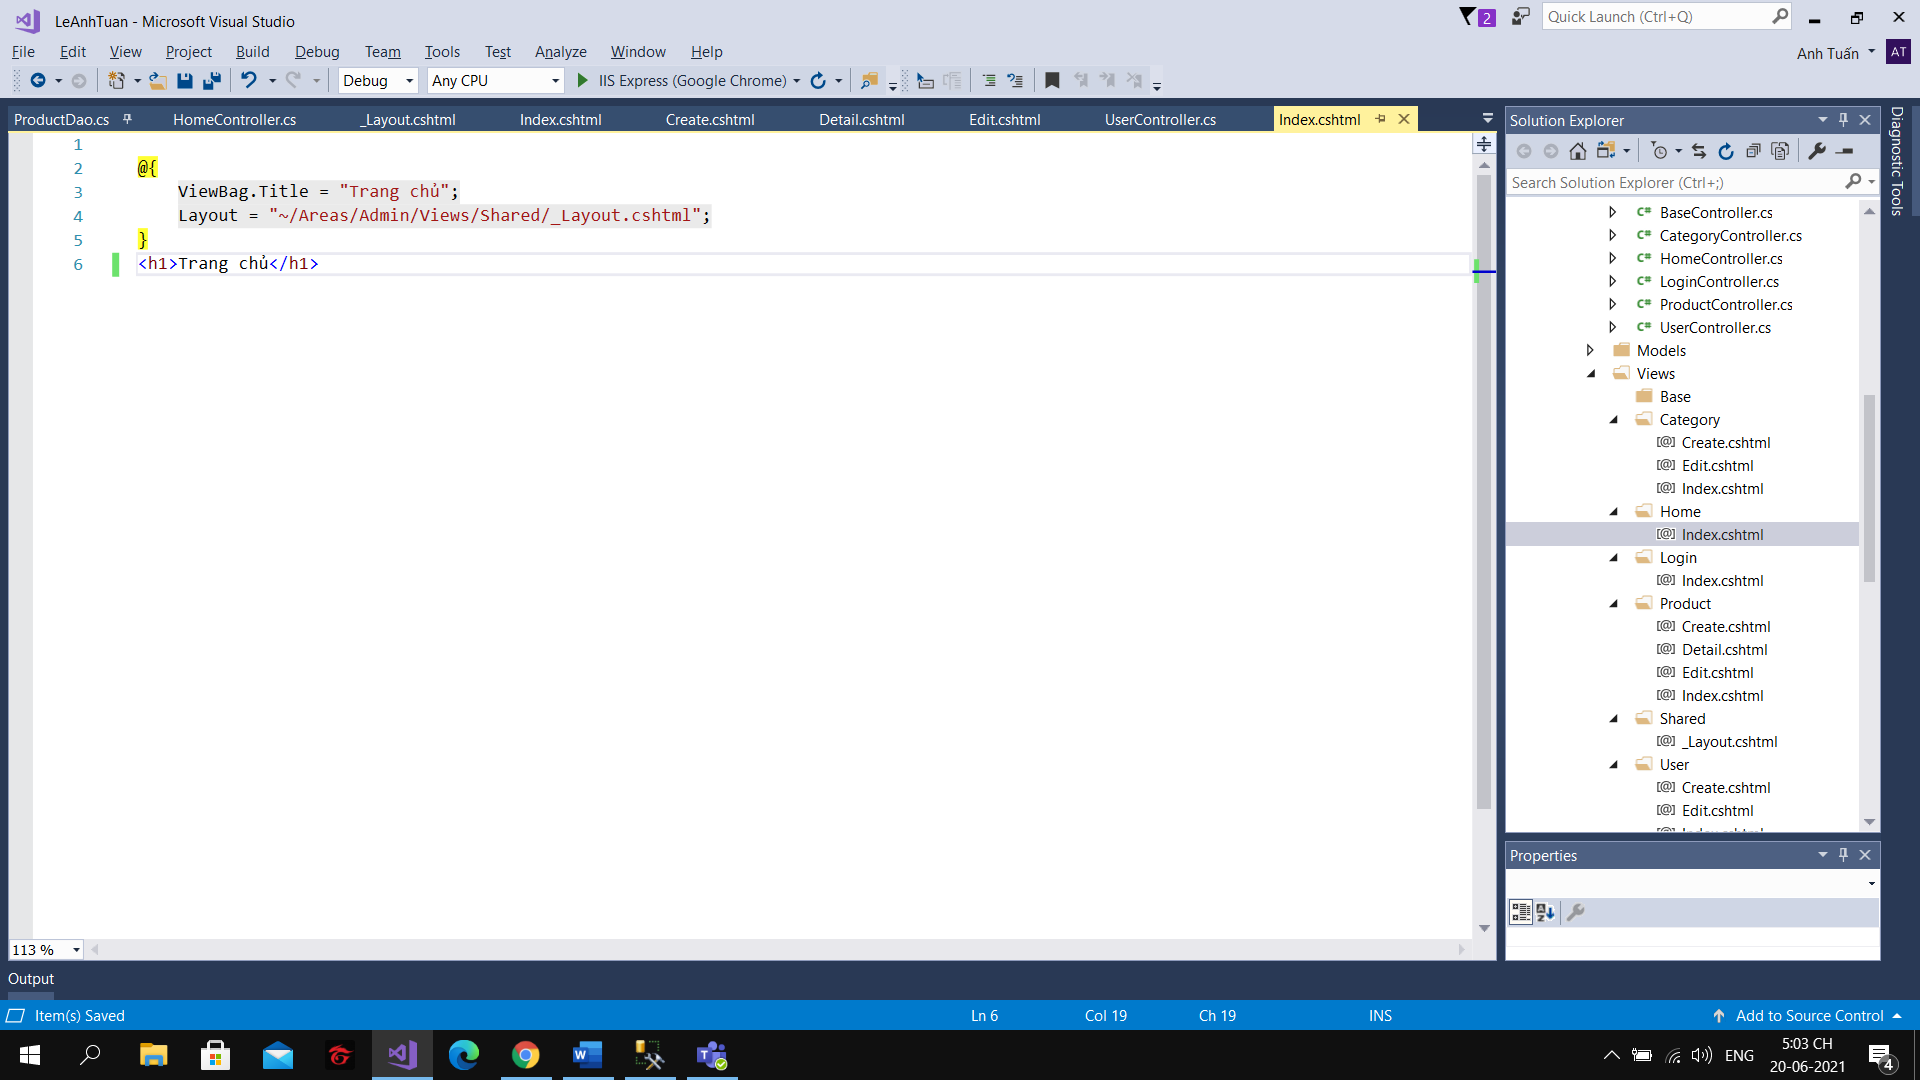 LeAnhTuan - Microsoft Visual Studio
2
Quick Launch (Ctrl+Q)
File Edit View Project Build Debug Team Tools Test Analyze Window Help
Anh Tuấn AT
Debug Any CPU IIS Express (Google Chrome)
ProductDao.cs HomeController.cs _Layout.cshtml Index.cshtml Create.cshtml Detail.cshtml Edit.cshtml UserController.cs Index.cshtml
1
2 @{
3 ViewBag.Title = "Trang chủ";
4 Layout = "~/Areas/Admin/Views/Shared/_Layout.cshtml";
5 }
6 <h1>Trang chủ</h1>
113 %
Solution Explorer
Search Solution Explorer (Ctrl+;)
C# BaseController.cs
C# CategoryController.cs
C# HomeController.cs
C# LoginController.cs
C# ProductController.cs
C# UserController.cs
Models
Views
Base
Category
[@] Create.cshtml
[@] Edit.cshtml
[@] Index.cshtml
Home
[@] Index.cshtml
Login
[@] Index.cshtml
Product
[@] Create.cshtml
[@] Detail.cshtml
[@] Edit.cshtml
[@] Index.cshtml
Shared
[@] _Layout.cshtml
User
[@] Create.cshtml
[@] Edit.cshtml
Properties
Diagnostic Tools
Output
Item(s) Saved Ln 6 Col 19 Ch 19 INS Add to Source Control
ENG
5:03 CH
20-06-2021
4